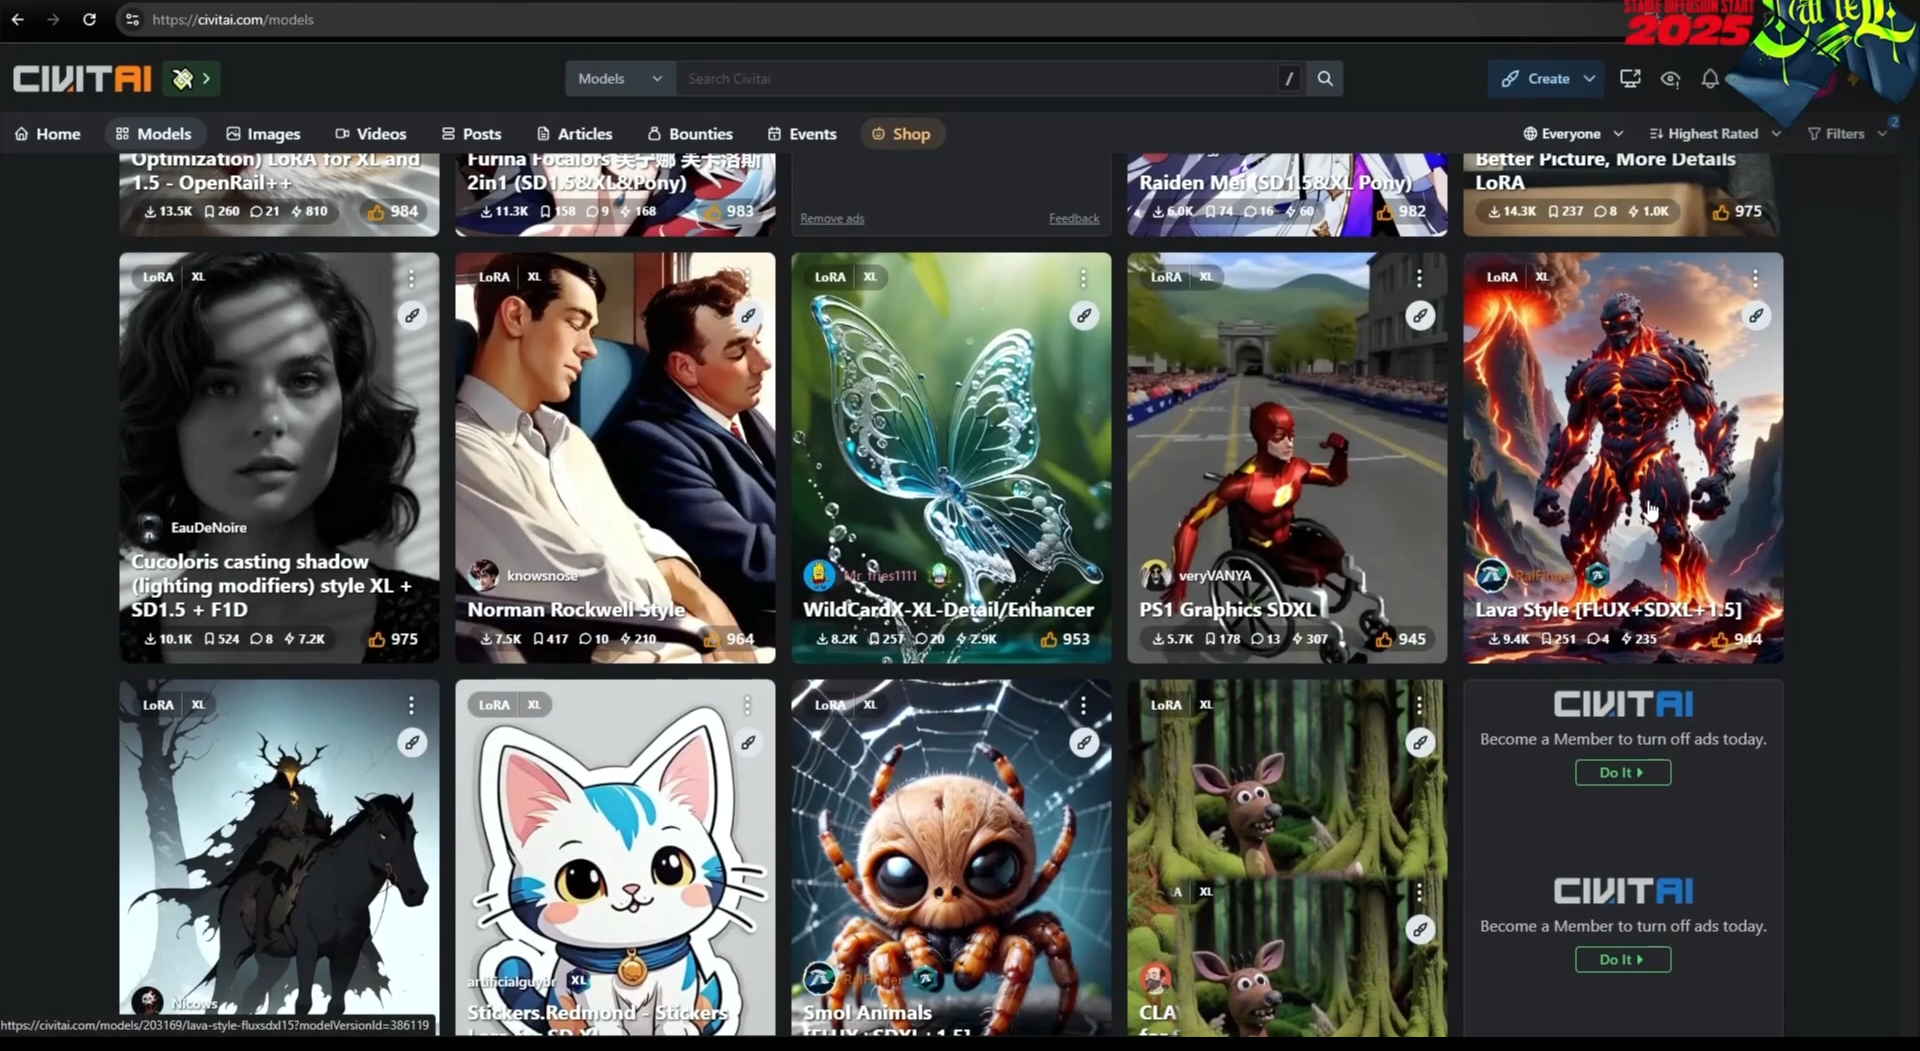 https://civitai.com/models
STABLE DIFFUSION START
2025
CIVITAI
Models
Search Civitai
/
Create
Home
Models
Images
Videos
Posts
Articles
Bounties
Events
Shop
Everyone
Highest Rated
Filters
2
Optimization) LoRA for XL and
1.5 - OpenRail++
13.5K 260 21 810 984
Furina Focalors
2in1 (SD1.5&XL&Pony)
11.3K 158 9 168 983
Remove ads
Feedback
Raiden Mei (SD1.5&XL Pony)
6.0K 74 16 60 982
Better Picture, More Details
LoRA
14.3K 237 8 1.0K 975
LoRA XL
EauDeNoire
Cucoloris casting shadow
(lighting modifiers) style XL +
SD1.5 + F1D
10.1K 524 8 7.2K 975
LoRA XL
knowsnose
Norman Rockwell Style
7.5K 417 10 210 964
LoRA XL
Mr_fries1111
WildCardX-XL-Detail/Enhancer
8.2K 257 20 2.9K 953
LoRA XL
veryVANYA
PS1 Graphics SDXL
5.7K 178 13 307 945
LoRA XL
RalFinger
Lava Style [FLUX+SDXL+1.5]
9.4K 251 4 235 944
LoRA XL
Nicows
LoRA XL
artificialguybr XL
Stickers.Redmond - Stickers
LoRA XL
RalFinger
Smol Animals
[FLUX+SDXL+1.5]
LoRA XL
A XL
CLA
for
CIVITAI
Become a Member to turn off ads today.
Do It
CIVITAI
Become a Member to turn off ads today.
Do It
https://civitai.com/models/203169/lava-style-fluxsdxl15?modelVersionId=386119